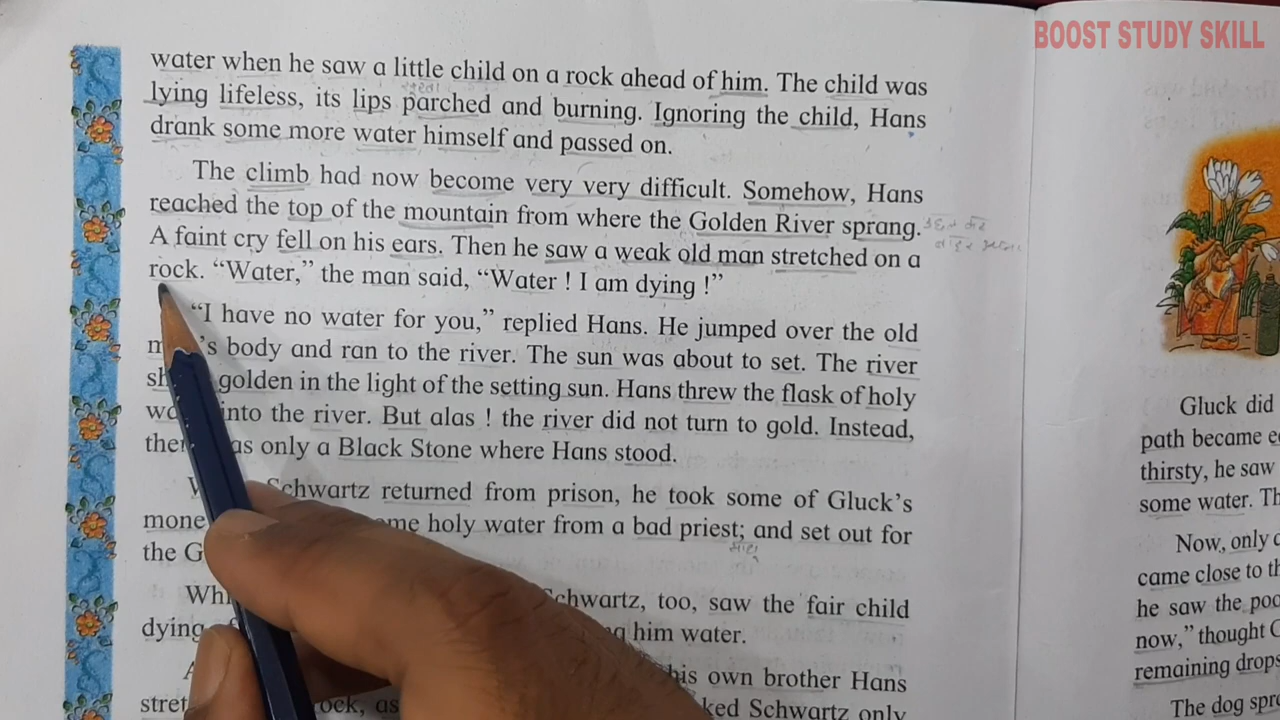 BOOST STUDY SKILL
water when he saw a little child on a rock ahead of him. The child was
lying lifeless, its lips parched and burning. Ignoring the child, Hans
drank some more water himself and passed on.
The climb had now become very very difficult. Somehow, Hans
reached the top of the mountain from where the Golden River sprang.
A faint cry fell on his ears. Then he saw a weak old man stretched on a
rock. “Water,” the man said, “Water ! I am dying !”
“I have no water for you,” replied Hans. He jumped over the old
’s body and ran to the river. The sun was about to set. The river
golden in the light of the setting sun. Hans threw the flask of holy
into the river. But alas ! the river did not turn to gold. Instead,
only a Black Stone where Hans stood.
Schwartz returned from prison, he took some of Gluck’s
holy water from a bad priest; and set out for
the
Schwartz, too, saw the fair child
dying him water.
his own brother Hans
Schwartz only
Gluck did
path became
thirsty, he saw
some water.
Now, only
came close to
he saw the
now,” thought
remaining drops
The dog